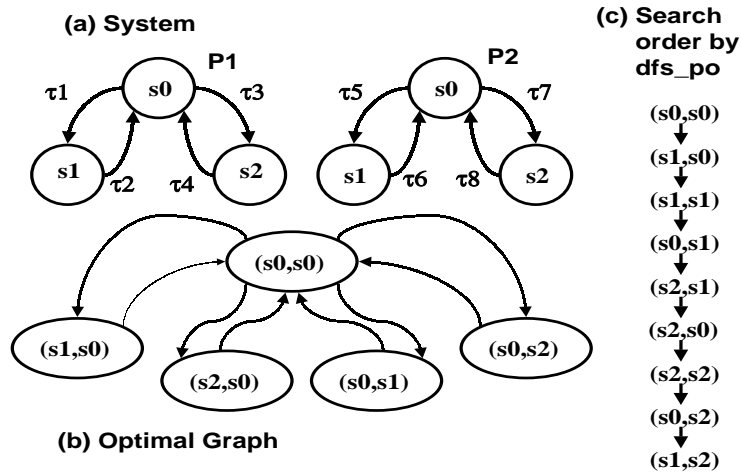 (a) System
P1
s0
τ1
τ3
s1
s2
τ2
τ4
P2
s0
τ5
τ7
s1
s2
τ6
τ8
(s0,s0)
(s1,s0)
(s2,s0)
(s0,s1)
(s0,s2)
(b) Optimal Graph
(c) Search
order by
dfs_po
(s0,s0)
(s1,s0)
(s1,s1)
(s0,s1)
(s2,s1)
(s2,s0)
(s2,s2)
(s0,s2)
(s1,s2)